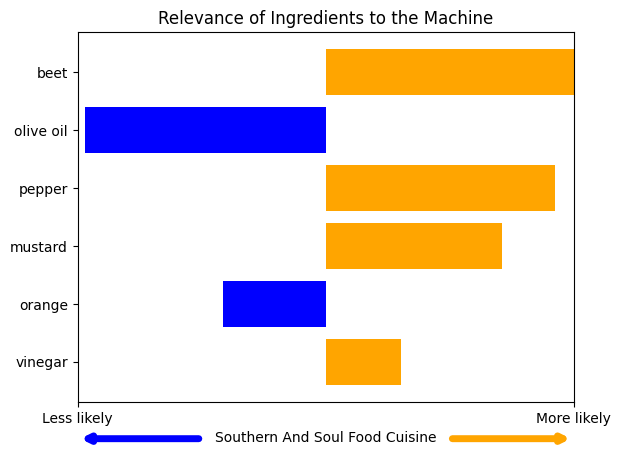 Relevance of Ingredients to the Machine
beet
olive oil
pepper
mustard
orange
vinegar
Less likely
More likely
Southern And Soul Food Cuisine